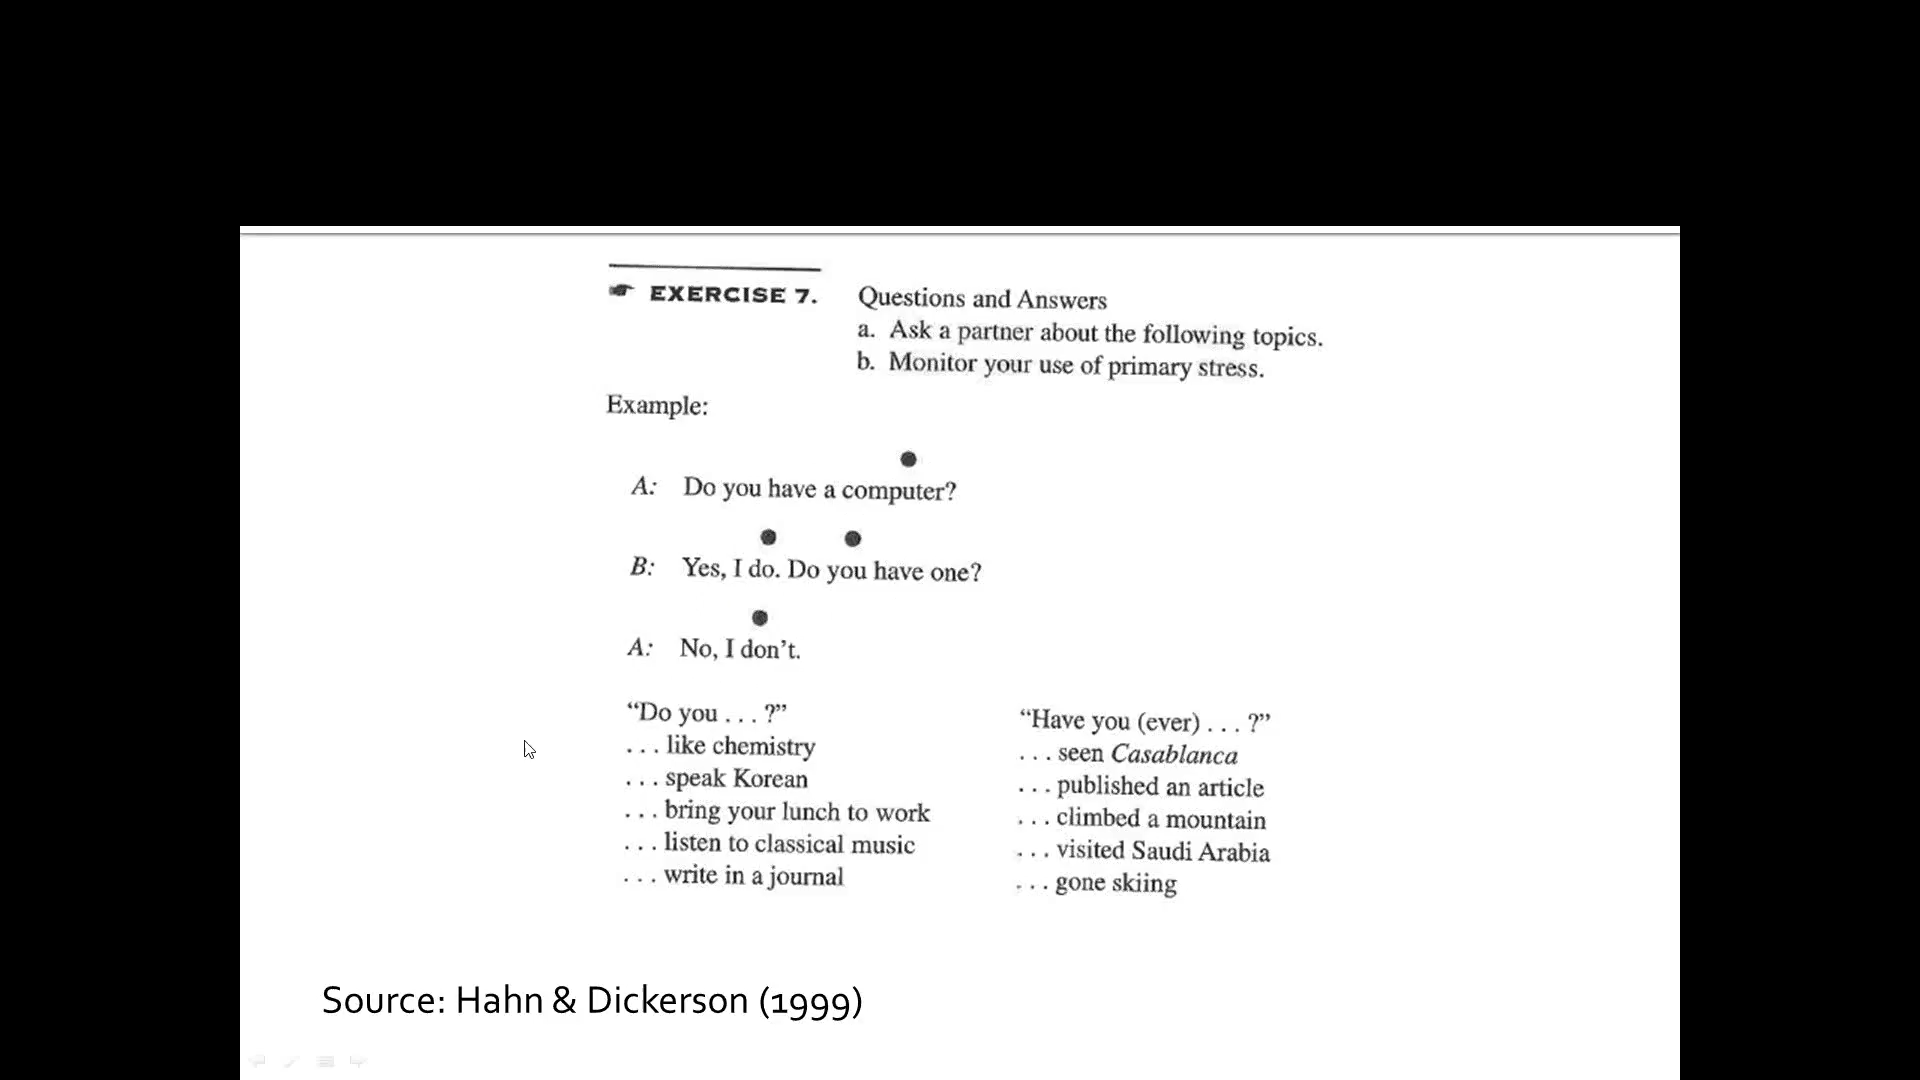 EXERCISE 7.
Questions and Answers
a. Ask a partner about the following topics.
b. Monitor your use of primary stress.
Example:
A: Do you have a computer?
B: Yes, I do. Do you have one?
A: No, I don't.
"Do you . . . ?"
. . . like chemistry
. . . speak Korean
. . . bring your lunch to work
. . . listen to classical music
. . . write in a journal
"Have you (ever) . . . ?"
. . . seen Casablanca
. . . published an article
. . . climbed a mountain
. . . visited Saudi Arabia
. . . gone skiing
Source: Hahn & Dickerson (1999)